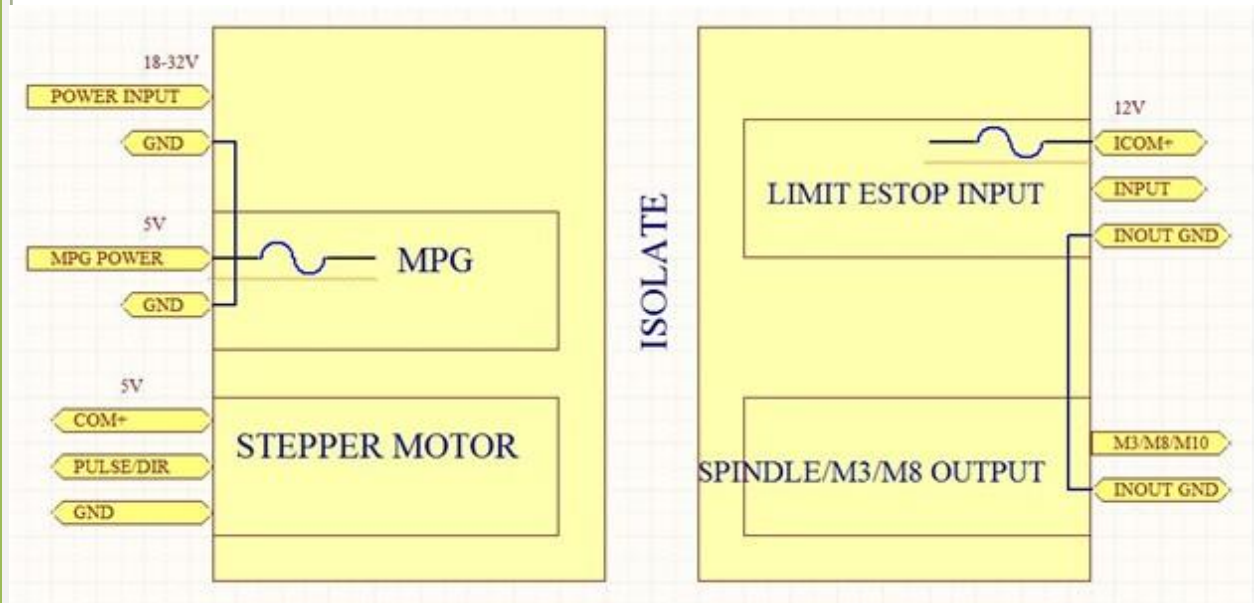 18-32V
POWER INPUT
GND
5V
MPG POWER
MPG
GND
5V
COM+
STEPPER MOTOR
PULSE/DIR
GND
ISOLATE
12V
ICOM+
LIMIT ESTOP INPUT
INPUT
INOUT GND
M3/M8/M10
SPINDLE/M3/M8 OUTPUT
INOUT GND